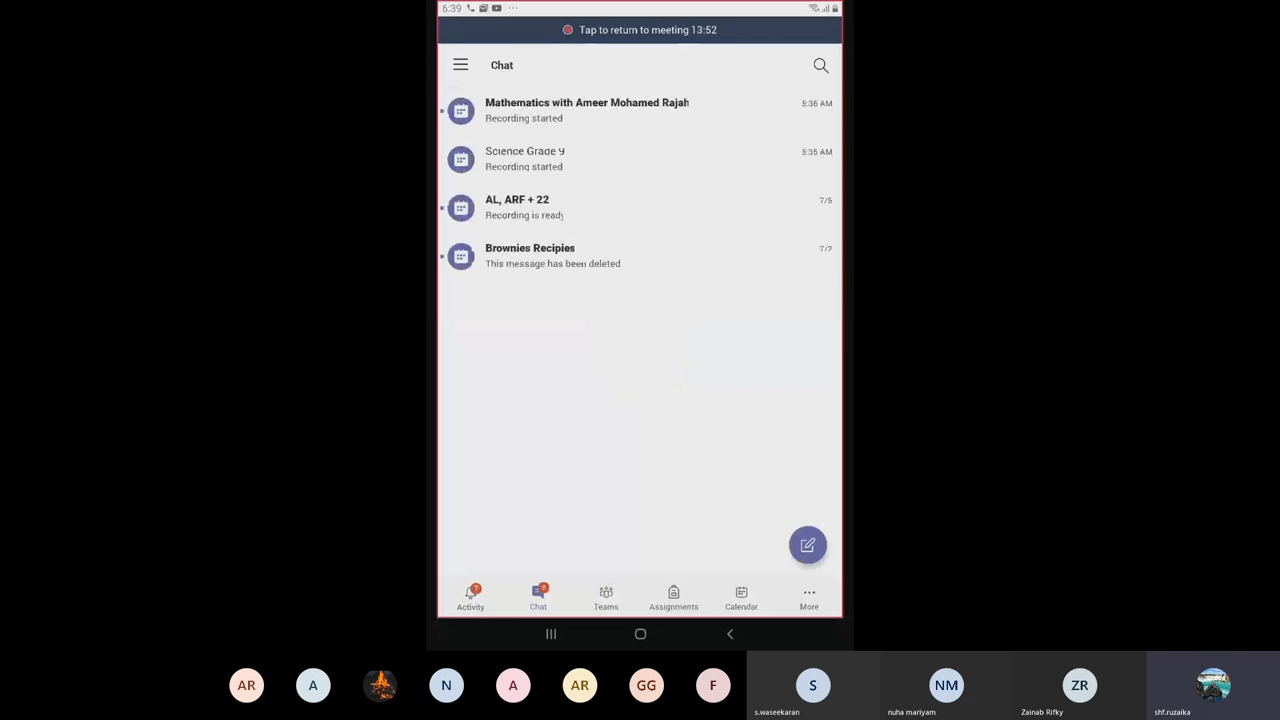 6:39
Tap to return to meeting 13:52
Chat
Mathematics with Ameer Mohamed Rajah
5:36 AM
Recording started
Science Grade 9
5:35 AM
Recording started
AL, ARF + 22
7/5
Recording is ready
Brownies Recipies
7/2
This message has been deleted
Activity
Chat
Teams
Assignments
Calendar
More
AR
A
N
A
AR
GG
F
S
NM
ZR
s.waseekaran
nuha mariyam
Zainab Rifky
shf.ruzaika